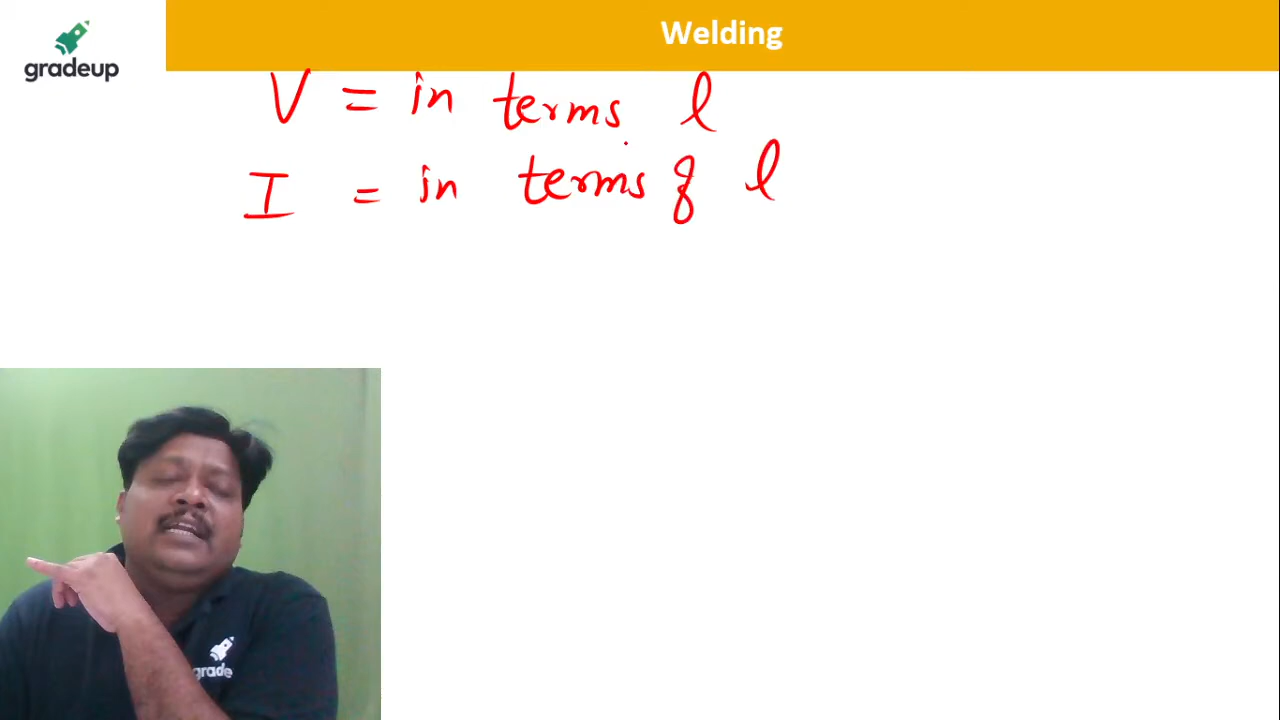 gradeup
Welding
V = in terms l
I = in terms of l
grade